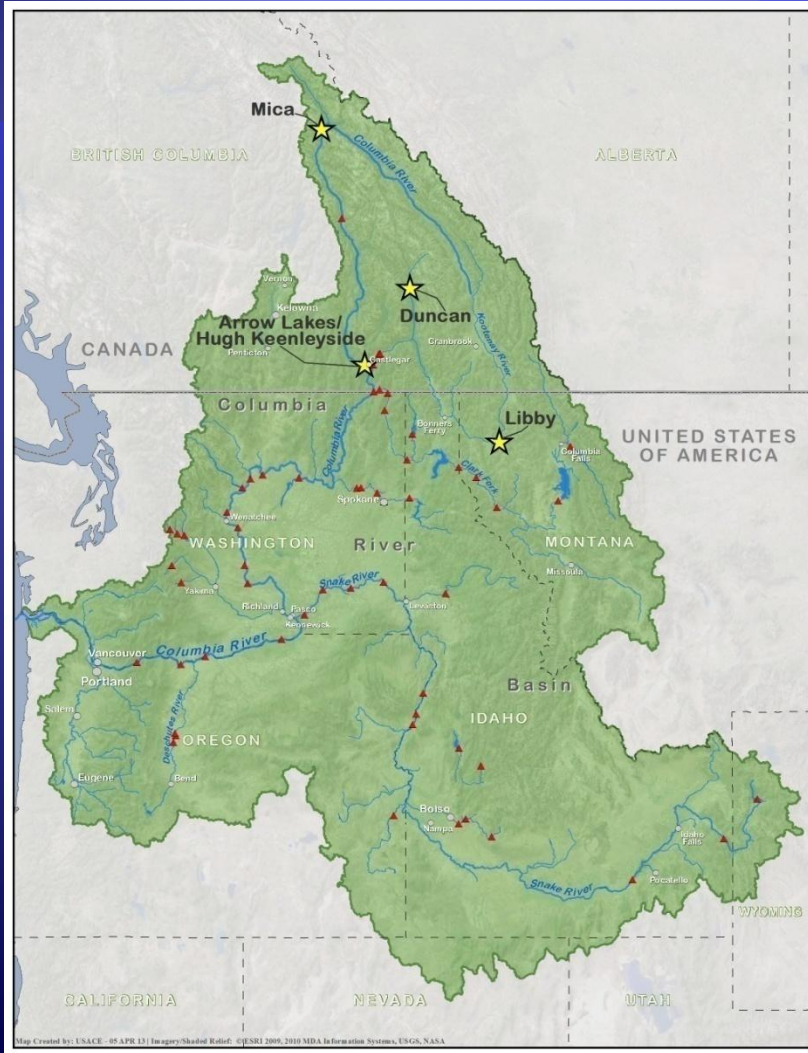 Mica
BRITISH COLUMBIA
Columbia River
ALBERTA
Vernon
Kelowna
Duncan
Kootenay River
Arrow Lakes/
Hugh Keenleyside
CANADA
Penticton
Castlegar
Cranbrook
Columbia
Columbia River
Bonners
Ferry
Libby
UNITED STATES
OF AMERICA
Columbia
Falls
Clark Fork
Spokane
Wenatchee
WASHINGTON
River
MONTANA
Missoula
Snake River
Yakima
Richland
Pasco
Kennewick
Lewiston
Vancouver
Columbia River
Portland
Basin
Salem
IDAHO
Deschutes River
OREGON
Eugene
Bend
Boise
Nampa
Idaho
Falls
Snake River
Pocatello
WYOMING
CALIFORNIA
NEVADA
UTAH
Map Created by: USACE - 05 APR 13 | Imagery/Shaded Relief: ©ESRI 2009, 2010 MDA Information Systems, USGS, NASA